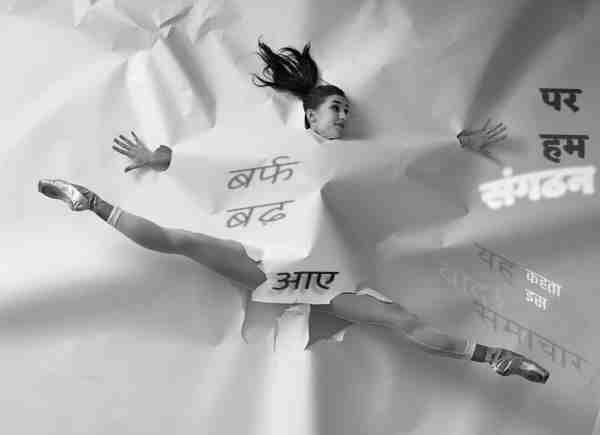 पर
हम
संगठन
बर्फ
बढ़
आए
यह
कहता
इस
समाचार